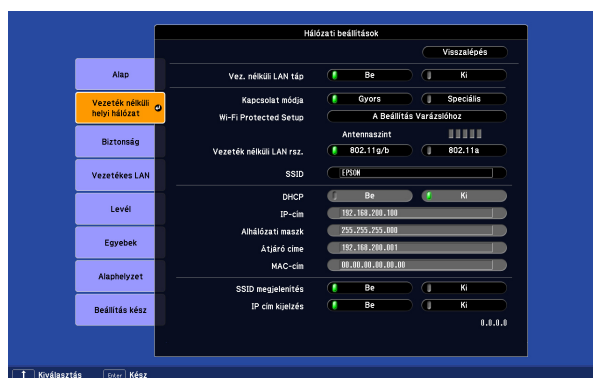 Hálózati beállítások
Visszalépés
Alap
Vezeték nélküli
helyi hálózat
Biztonság
Vezetékes LAN
Levél
Egyebek
Alaphelyzet
Beállítás kész
Vez. nélküli LAN táp Be Ki
Kapcsolat módja Gyors Speciális
Wi-Fi Protected Setup A Beállítás Varázslóhoz
Antennaszint
Vezeték nélküli LAN rsz. 802.11g/b 802.11a
SSID EPSON
DHCP Be Ki
IP-cím 192.168.200.100
Alhálózati maszk 255.255.255.000
Átjáró címe 192.168.200.001
MAC-cím 00.00.00.00.00.00
SSID megjelenítés Be Ki
IP cím kijelzés Be Ki
0.0.0.0
Kiválasztás Enter Kész